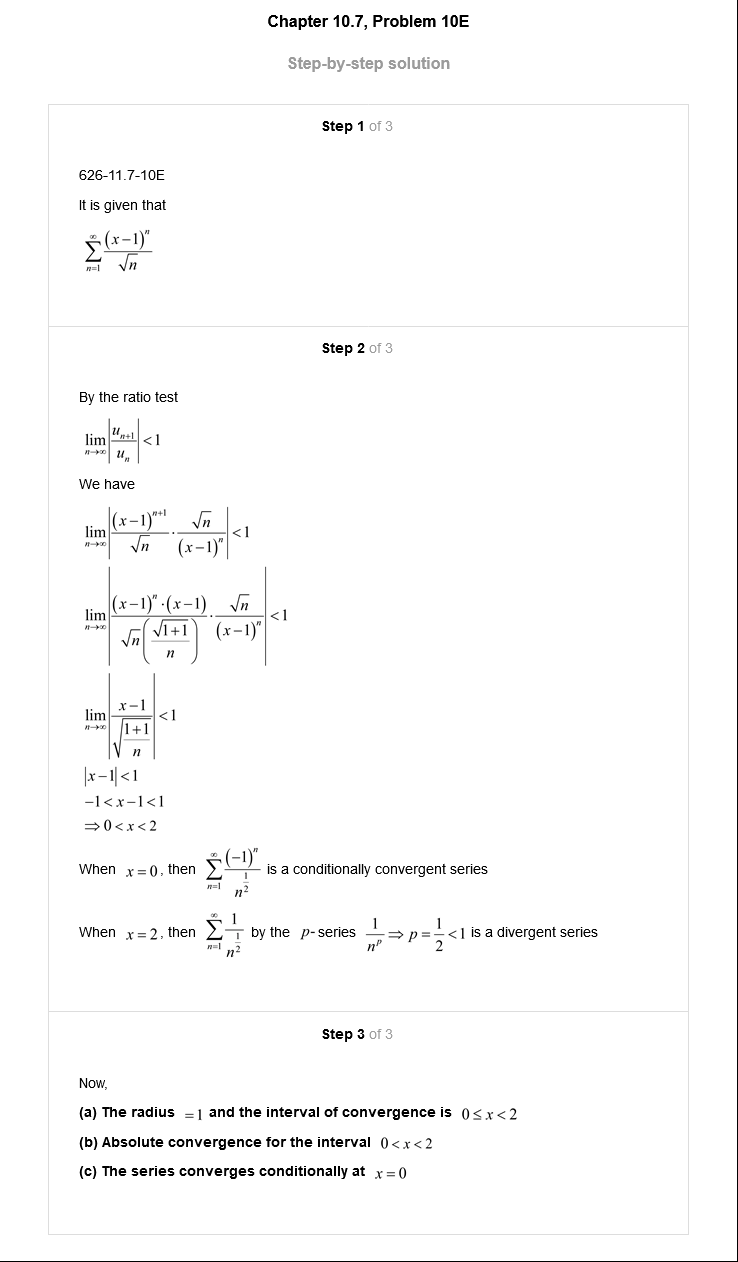 Chapter 10.7, Problem 10E
Step-by-step solution
Step 1 of 3
626-11.7-10E
It is given that
$\sum_{n=1}^{\infty} \frac{(x-1)^n}{\sqrt{n}}$
Step 2 of 3
By the ratio test
$\lim_{n\to\infty} \left| \frac{u_{n+1}}{u_n} \right| < 1$
We have
$\lim_{n\to\infty} \left| \frac{(x-1)^{n+1}}{\sqrt{n}} \cdot \frac{\sqrt{n}}{(x-1)^n} \right| < 1$
$\lim_{n\to\infty} \left| \frac{(x-1)^n \cdot (x-1)}{\sqrt{n}\left(\frac{\sqrt{1+1}}{n}\right)} \cdot \frac{\sqrt{n}}{(x-1)^n} \right| < 1$
$\lim_{n\to\infty} \left| \frac{x-1}{\sqrt{\frac{1+1}{n}}} \right| < 1$
$|x-1| < 1$
$-1 < x-1 < 1$
$\Rightarrow 0 < x < 2$
When $x = 0$, then $\sum_{n=1}^{\infty} \frac{(-1)^n}{n^{\frac{1}{2}}}$ is a conditionally convergent series
When $x = 2$, then $\sum_{n=1}^{\infty} \frac{1}{n^{\frac{1}{2}}}$ by the $p$-series $\frac{1}{n^p} \Rightarrow p = \frac{1}{2} < 1$ is a divergent series
Step 3 of 3
Now,
(a) The radius $= 1$ and the interval of convergence is $0 \le x < 2$
(b) Absolute convergence for the interval $0 < x < 2$
(c) The series converges conditionally at $x = 0$